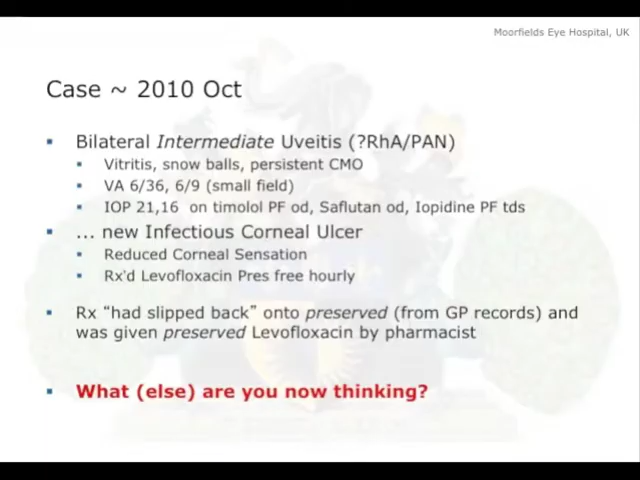 Moorfields Eye Hospital, UK
Case ~ 2010 Oct
Bilateral Intermediate Uveitis (?RhA/PAN)
Vitritis, snow balls, persistent CMO
VA 6/36, 6/9 (small field)
IOP 21,16 on timolol PF od, Saflutan od, Iopidine PF tds
... new Infectious Corneal Ulcer
Reduced Corneal Sensation
Rx'd Levofloxacin Pres free hourly
Rx "had slipped back" onto preserved (from GP records) and
was given preserved Levofloxacin by pharmacist
What (else) are you now thinking?